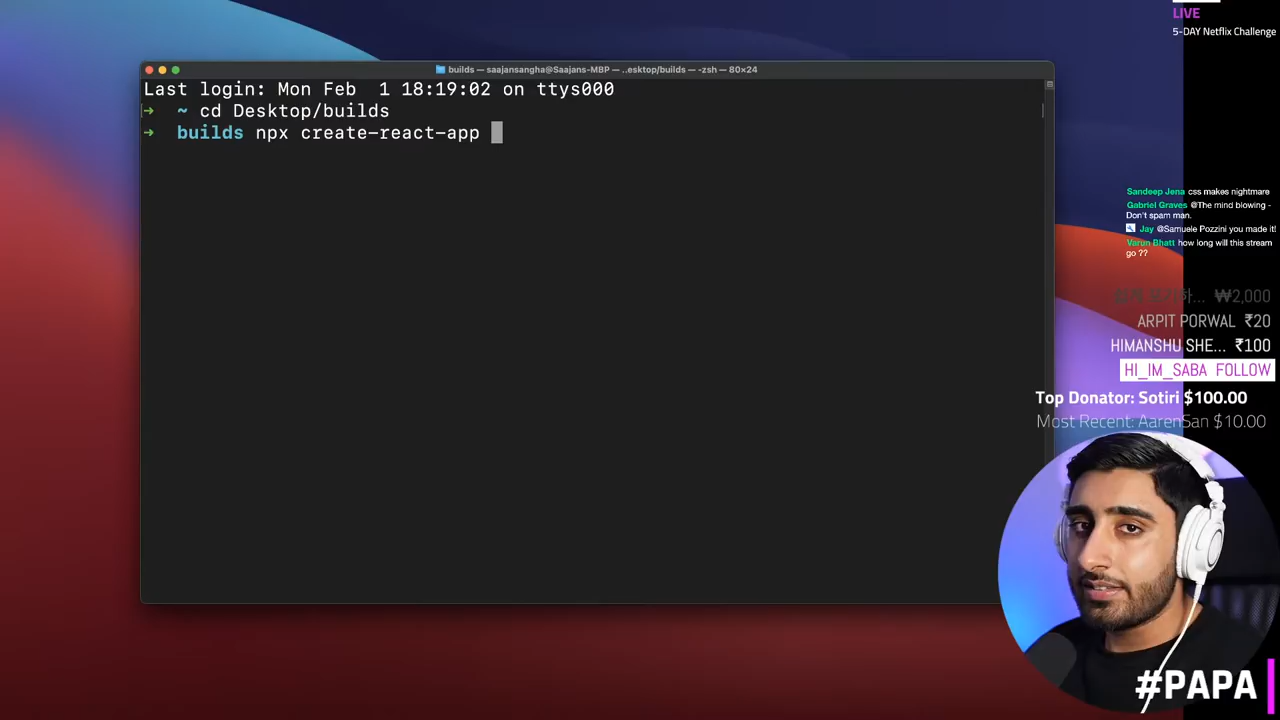 builds — saajansangha@Saajans-MBP — ..esktop/builds — -zsh — 80×24
Last login: Mon Feb  1 18:19:02 on ttys000
➜ ~ cd Desktop/builds
➜ builds npx create-react-app
LIVE
5-DAY Netflix Challenge
Sandeep Jena css makes nightmare
Gabriel Graves @The mind blowing -
Don't spam man.
Jay @Samuele Pozzini you made it!
Varun Bhatt how long will this stream
go ??
₩2,000
ARPIT PORWAL ₹20
HIMANSHU SHE... ₹100
HI_IM_SABA FOLLOW
Top Donator: Sotiri $100.00
Most Recent: AarenSan $10.00
#PAPA